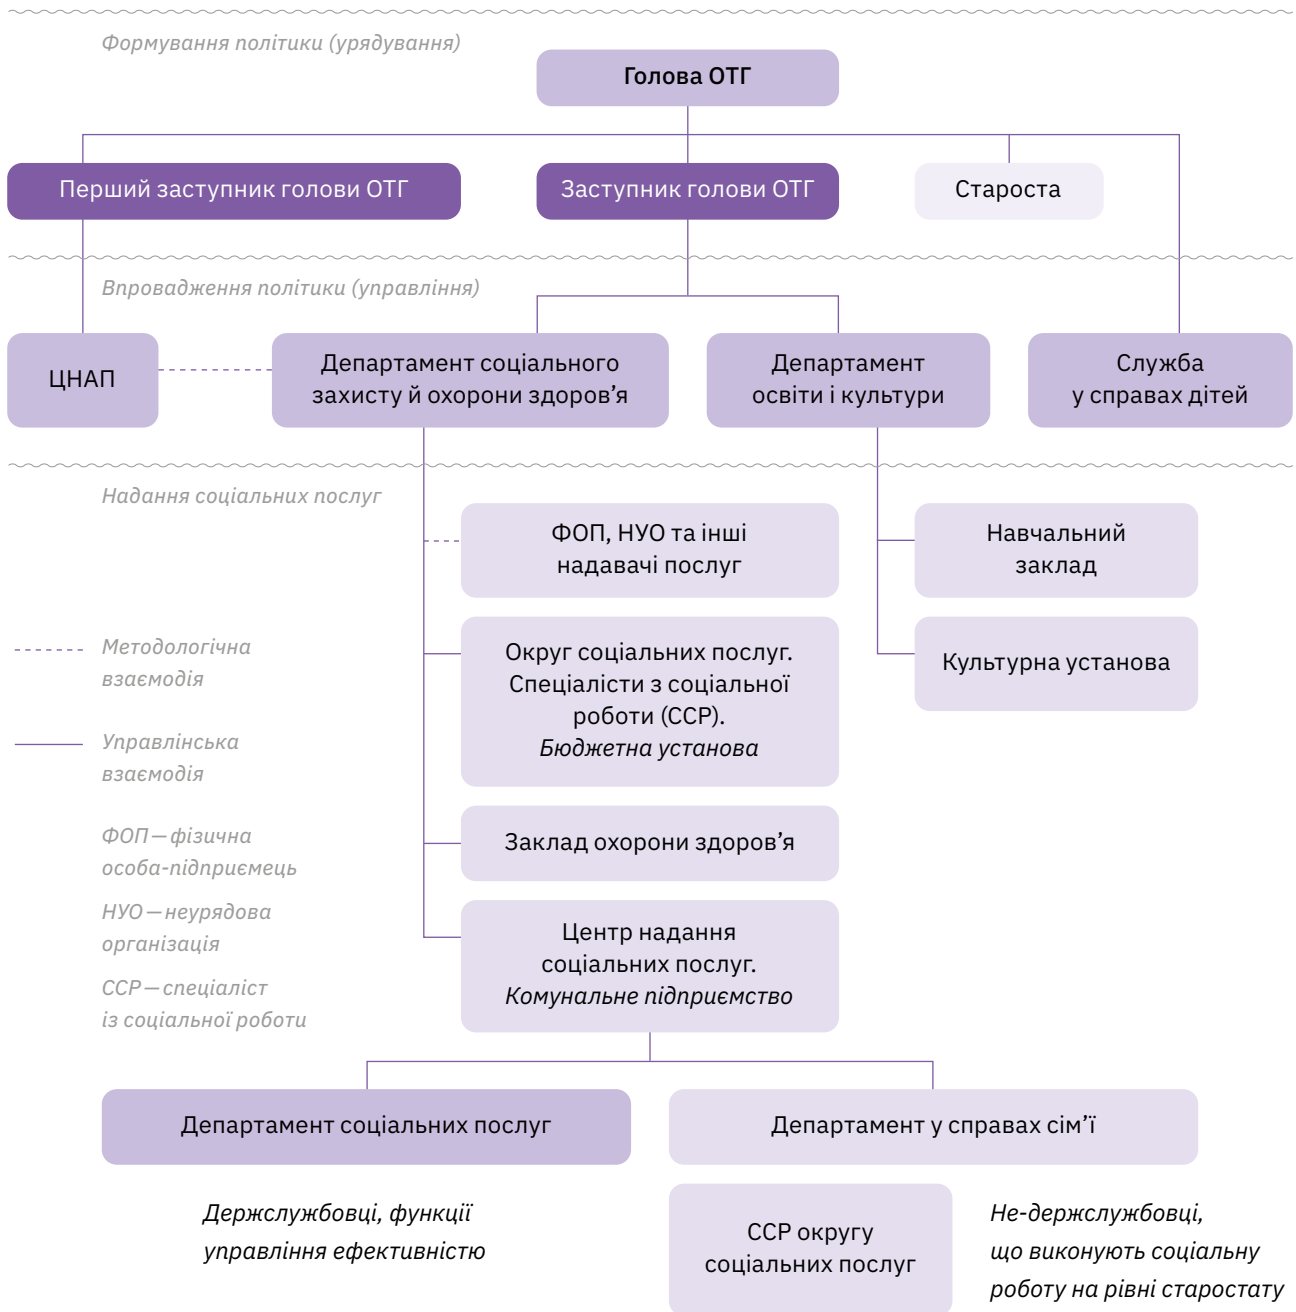 Формування політики (урядування)
Голова ОТГ
Перший заступник голови ОТГ
Заступник голови ОТГ
Староста
Впровадження політики (управління)
ЦНАП
Департамент соціального
захисту й охорони здоров’я
Департамент
освіти і культури
Служба
у справах дітей
Надання соціальних послуг
ФОП, НУО та інші
надавачі послуг
Навчальний
заклад
Округ соціальних послуг.
Спеціалісти з соціальної
роботи (ССР).
Бюджетна установа
Культурна установа
Методологічна
взаємодія
Управлінська
взаємодія
ФОП — фізична
особа-підприємець
НУО — неурядова
організація
ССР — спеціаліст
із соціальної роботи
Заклад охорони здоров’я
Центр надання
соціальних послуг.
Комунальне підприємство
Департамент соціальних послуг
Департамент у справах сім’ї
Держслужбовці, функції
управління ефективністю
ССР округу
соціальних послуг
Не-держслужбовці,
що виконують соціальну
роботу на рівні старостату